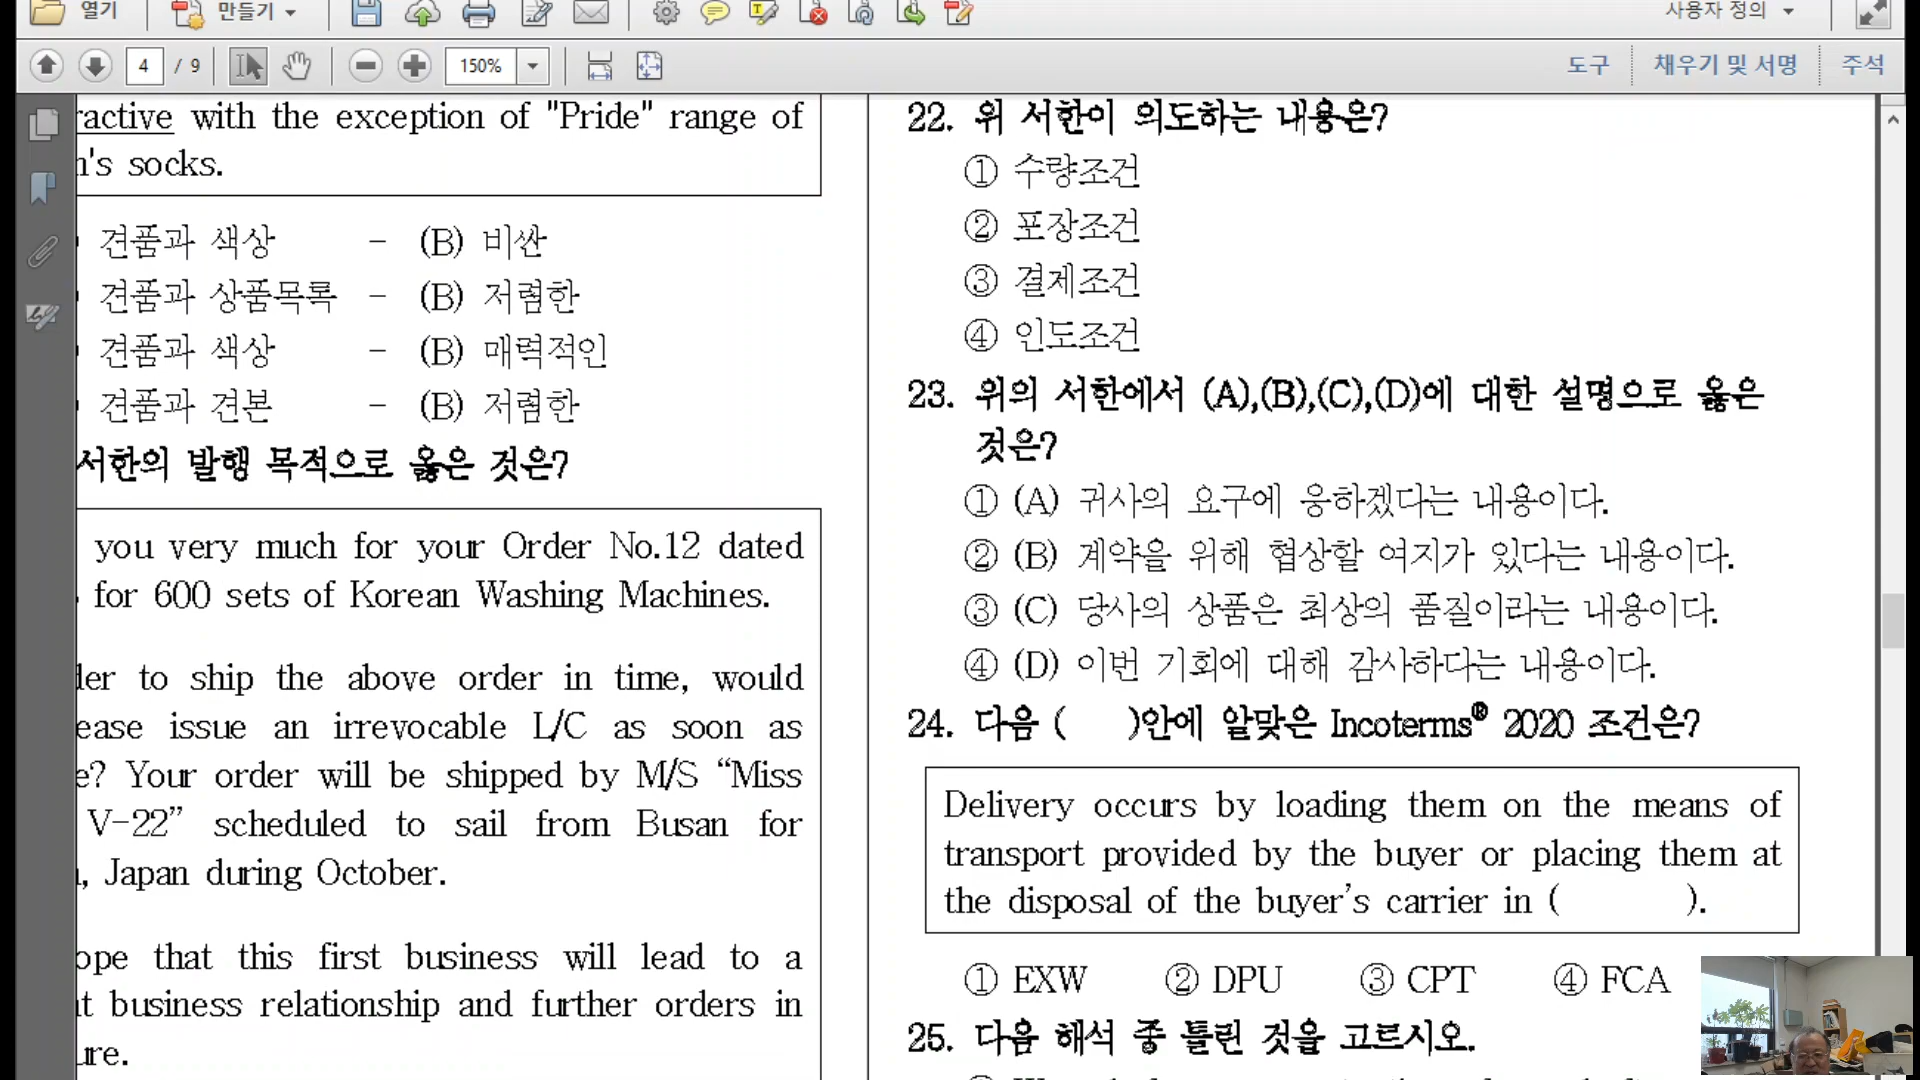 열기
만들기
사용자 정의
4 / 9
150%
도구
채우기 및 서명
주석
ractive with the exception of "Pride" range of
's socks.
견품과 색상 - (B) 비싼
견품과 상품목록 - (B) 저렴한
견품과 색상 - (B) 매력적인
견품과 견본 - (B) 저렴한
서한의 발행 목적으로 옳은 것은?
you very much for your Order No.12 dated
for 600 sets of Korean Washing Machines.
der to ship the above order in time, would
ease issue an irrevocable L/C as soon as
e? Your order will be shipped by M/S “Miss
V-22” scheduled to sail from Busan for
, Japan during October.
ope that this first business will lead to a
t business relationship and further orders in
ure.
22. 위 서한이 의도하는 내용은?
① 수량조건
② 포장조건
③ 결제조건
④ 인도조건
23. 위의 서한에서 (A),(B),(C),(D)에 대한 설명으로 옳은
것은?
① (A) 귀사의 요구에 응하겠다는 내용이다.
② (B) 계약을 위해 협상할 여지가 있다는 내용이다.
③ (C) 당사의 상품은 최상의 품질이라는 내용이다.
④ (D) 이번 기회에 대해 감사하다는 내용이다.
24. 다음 (    )안에 알맞은 Incoterms® 2020 조건은?
Delivery occurs by loading them on the means of
transport provided by the buyer or placing them at
the disposal of the buyer's carrier in (    ).
① EXW ② DPU ③ CPT ④ FCA
25. 다음 해석 중 틀린 것을 고르시오.